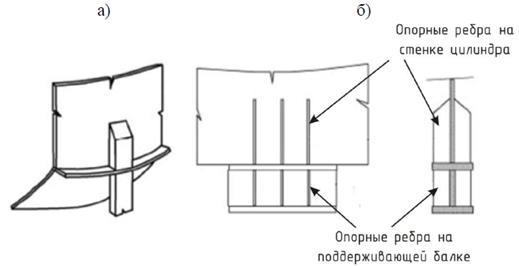 а)
б)
Опорные ребра на
стенке цилиндра
Опорные ребра на
поддерживающей балке